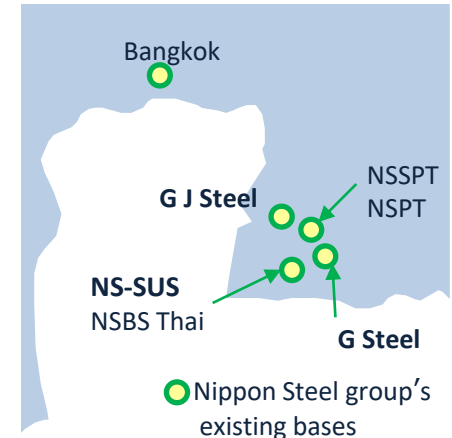 Bangkok
NSSPT
NSPT
G J Steel
NS-SUS
NSBS Thai
G Steel
Nippon Steel group's
existing bases